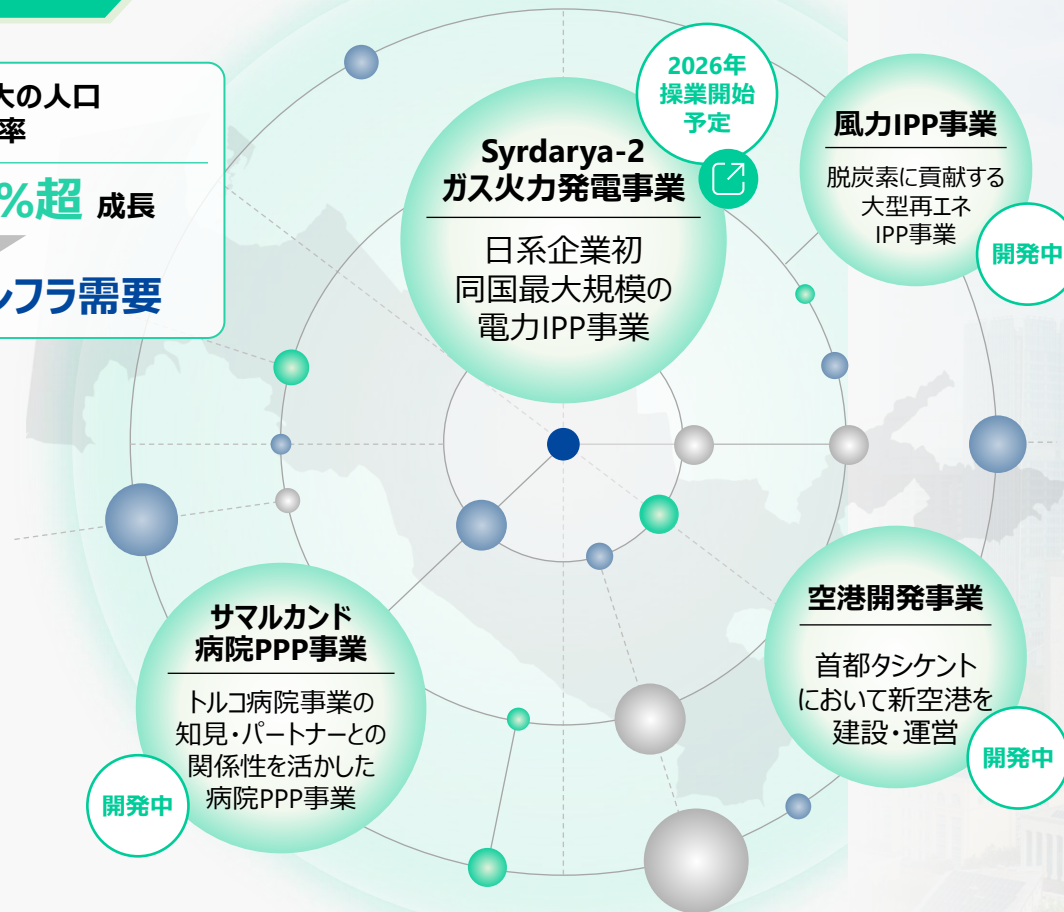 大の人口
率
%超 成長
フラ需要
Syrdarya-2
ガス火力発電事業
日系企業初
同国最大規模の
電力IPP事業
2026年
操業開始
予定
風力IPP事業
脱炭素に貢献する
大型再エネ
IPP事業
開発中
サマルカンド
病院PPP事業
トルコ病院事業の
知見・パートナーとの
関係性を活かした
病院PPP事業
開発中
空港開発事業
首都タシケント
において新空港を
建設・運営
開発中